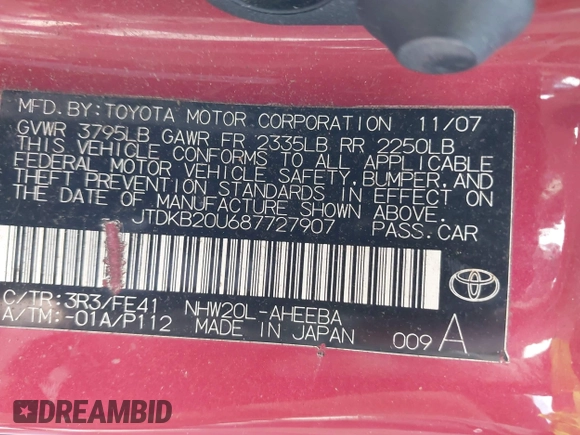 MFD. BY: TOYOTA MOTOR CORPORATION 11/07
GVWR 3795LB GAWR FR 2335LB RR 2250LB
THIS VEHICLE CONFORMS TO ALL APPLICABLE
FEDERAL MOTOR VEHICLE SAFETY, BUMPER, AND
THEFT PREVENTION STANDARDS IN EFFECT ON
THE DATE OF MANUFACTURE SHOWN ABOVE.
JTDKB20U687727907 PASS. CAR
C/TR: 3R3/FE41 NHW20L-AHEEBA
A/TM: -01A/P112 MADE IN JAPAN 009 A
TOYOTA
DREAMBID